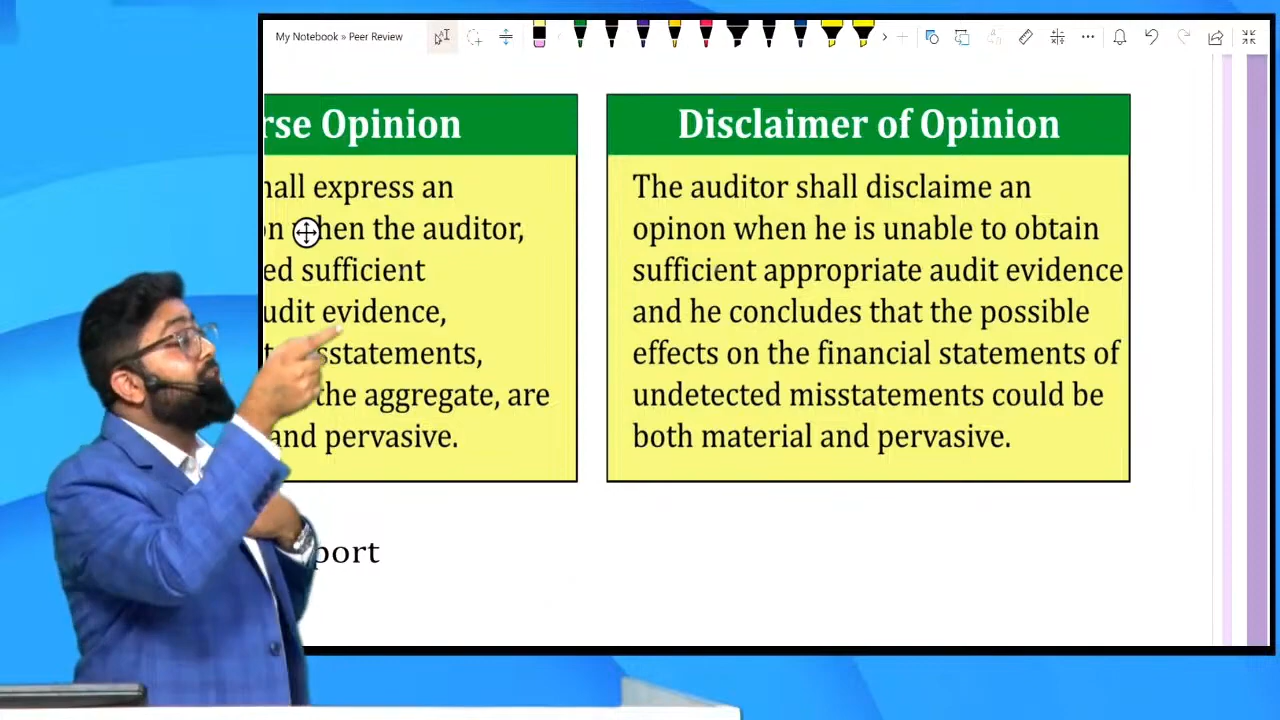 My Notebook » Peer Review
rse Opinion
hall express an
on when the auditor,
ed sufficient
udit evidence,
sstatements,
the aggregate, are
and pervasive.
port
Disclaimer of Opinion
The auditor shall disclaime an
opinon when he is unable to obtain
sufficient appropriate audit evidence
and he concludes that the possible
effects on the financial statements of
undetected misstatements could be
both material and pervasive.